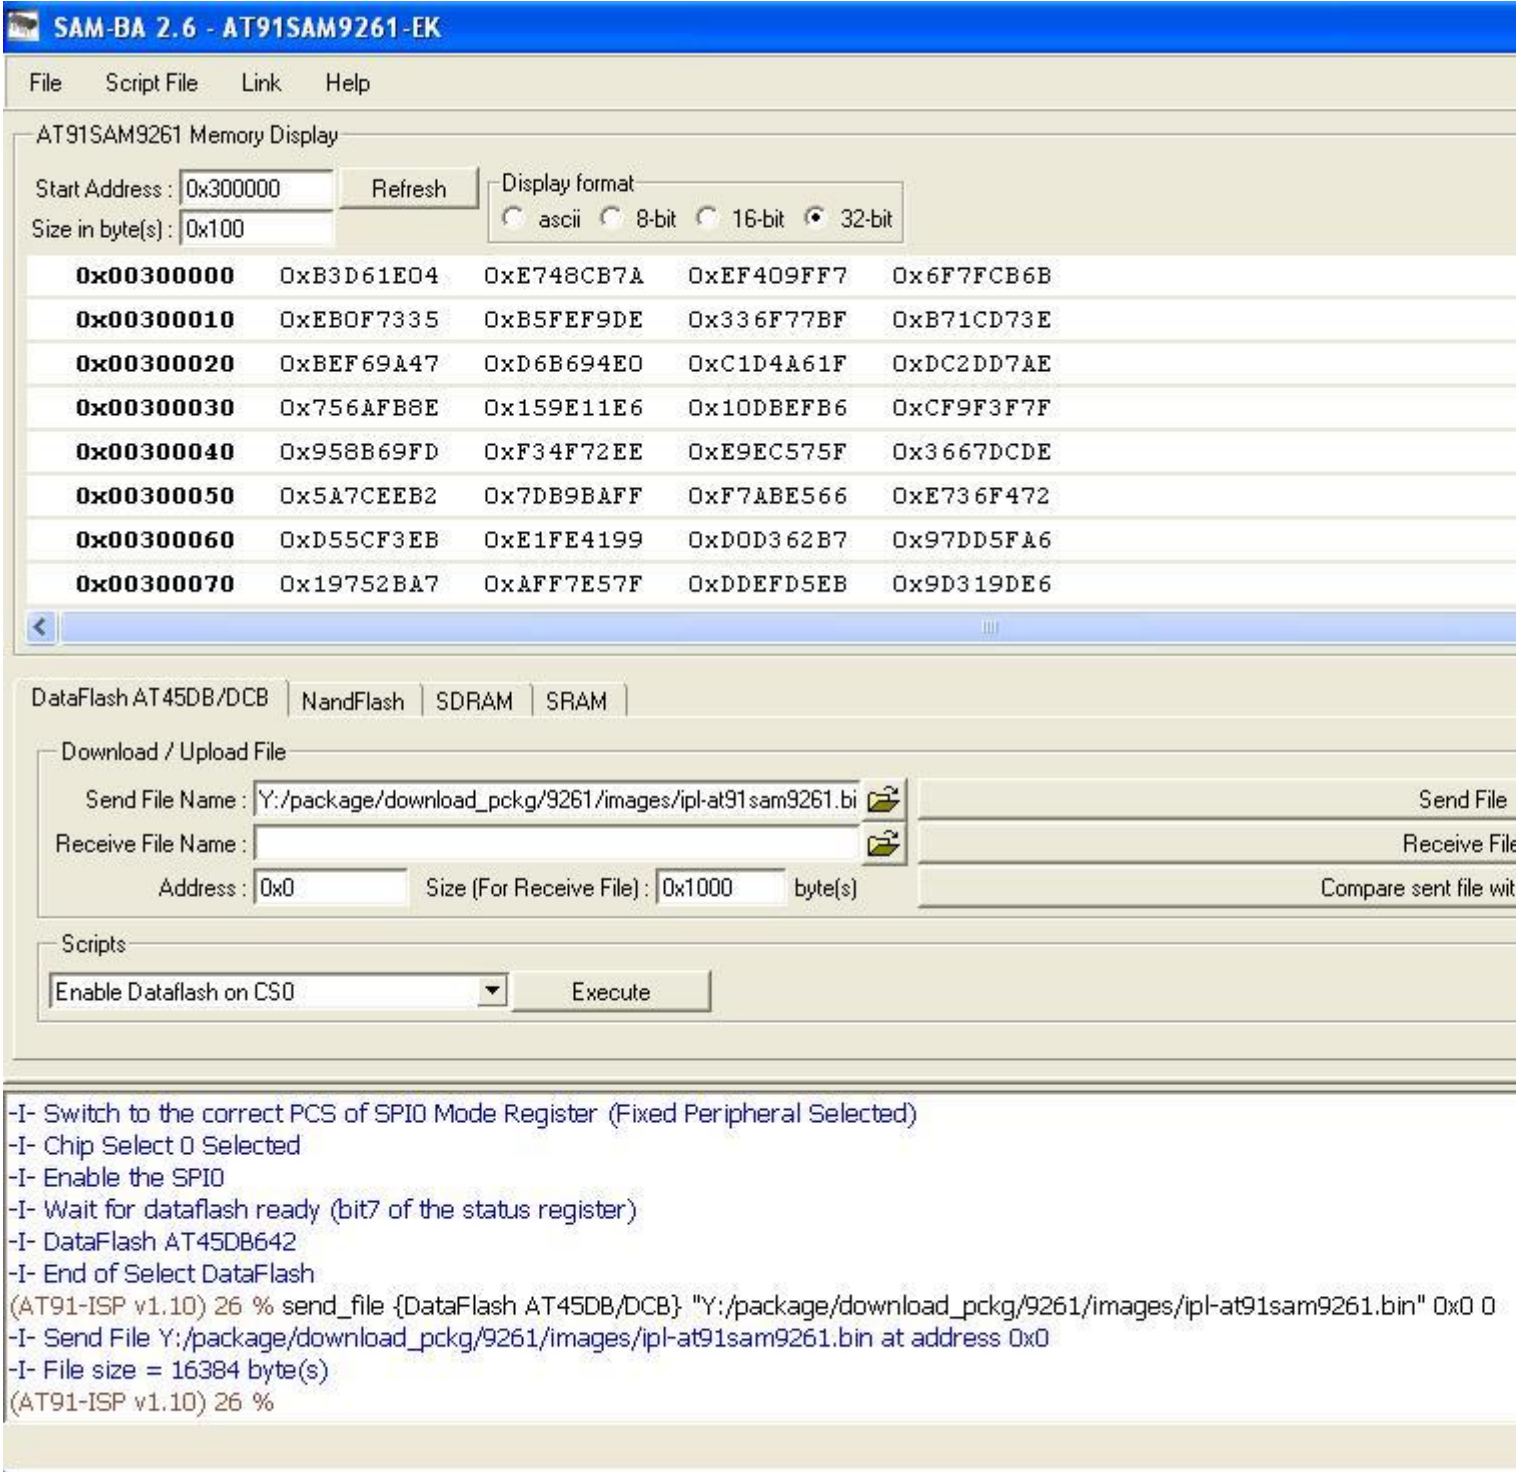 SAM-BA 2.6 - AT91SAM9261-EK
File Script File Link Help
AT91SAM9261 Memory Display
Start Address : 0x300000 Refresh Display format
Size in byte(s) : 0x100 ascii 8-bit 16-bit 32-bit
0x00300000 0xB3D61E04 0xE748CB7A 0xEF409FF7 0x6F7FCB6B
0x00300010 0xEB0F7335 0xB5FEF9DE 0x336F77BF 0xB71CD73E
0x00300020 0xBEF69A47 0xD6B694E0 0xC1D4A61F 0xDC2DD7AE
0x00300030 0x756AFB8E 0x159E11E6 0x10DBEFB6 0xCF9F3F7F
0x00300040 0x958B69FD 0xF34F72EE 0xE9EC575F 0x3667DCDE
0x00300050 0x5A7CEEB2 0x7DB9BAFF 0xF7ABE566 0xE736F472
0x00300060 0xD55CF3EB 0xE1FE4199 0xD0D362B7 0x97DD5FA6
0x00300070 0x19752BA7 0xAFF7E57F 0xDDEFD5EB 0x9D319DE6
DataFlash AT45DB/DCB NandFlash SDRAM SRAM
Download / Upload File
Send File Name : Y:/package/download_pckg/9261/images/ipl-at91sam9261.bi Send File
Receive File Name : Receive File
Address : 0x0 Size (For Receive File) : 0x1000 byte(s) Compare sent file wit
Scripts
Enable Dataflash on CS0 Execute
-I- Switch to the correct PCS of SPI0 Mode Register (Fixed Peripheral Selected)
-I- Chip Select 0 Selected
-I- Enable the SPI0
-I- Wait for dataflash ready (bit7 of the status register)
-I- DataFlash AT45DB642
-I- End of Select DataFlash
(AT91-ISP v1.10) 26 % send_file {DataFlash AT45DB/DCB} "Y:/package/download_pckg/9261/images/ipl-at91sam9261.bin" 0x0 0
-I- Send File Y:/package/download_pckg/9261/images/ipl-at91sam9261.bin at address 0x0
-I- File size = 16384 byte(s)
(AT91-ISP v1.10) 26 %